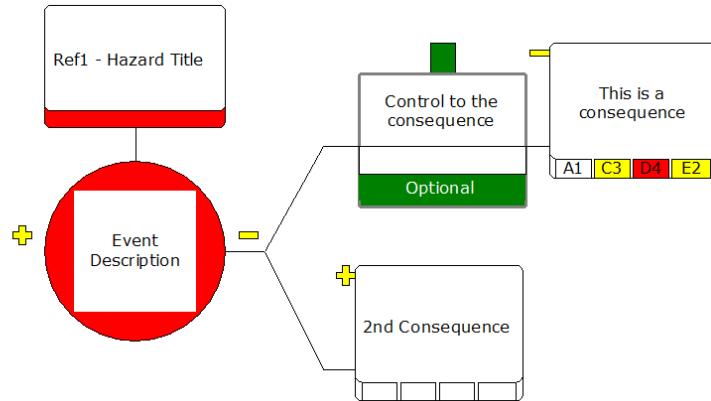 Ref1 - Hazard Title
Control to the
consequence
Optional
This is a
consequence
A1 C3 D4 E2
Event
Description
2nd Consequence